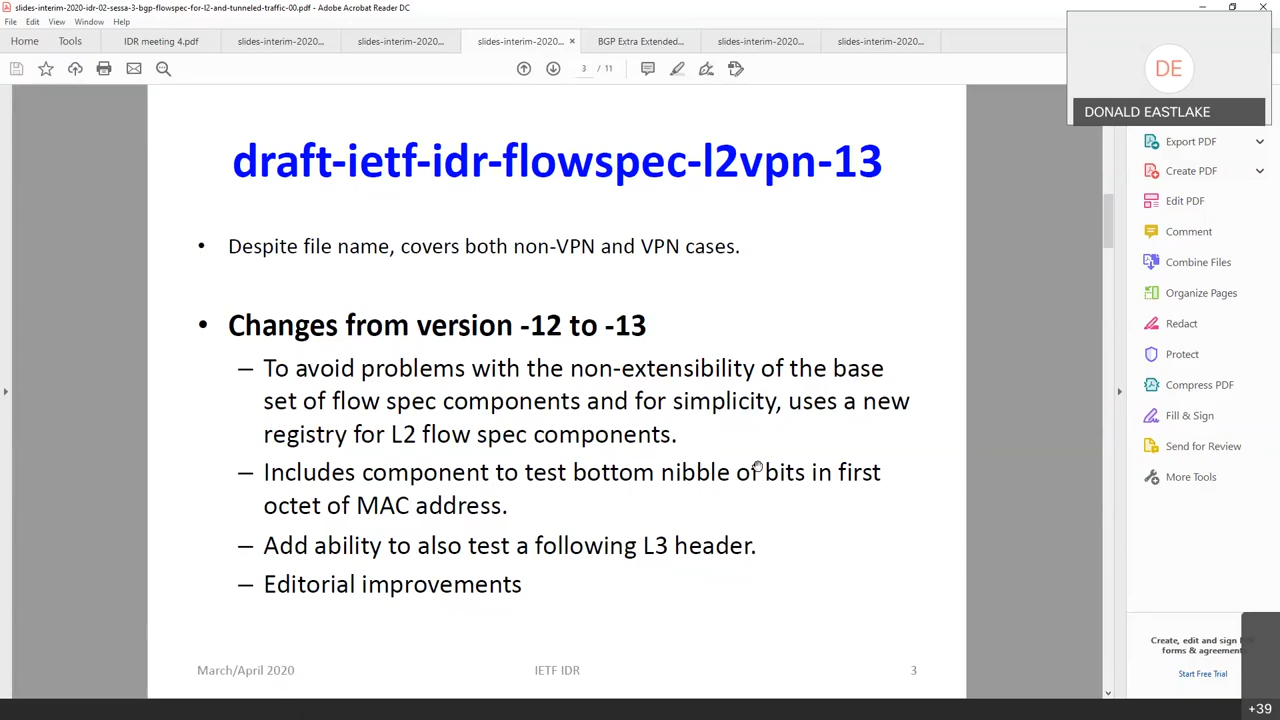 slides-interim-2020-idr-02-sessa-3-bgp-flowspec-for-l2-and-tunneled-traffic-00.pdf - Adobe Acrobat Reader DC
File Edit View Window Help
Home Tools IDR meeting 4.pdf slides-interim-2020... slides-interim-2020... slides-interim-2020... × BGP Extra Extended... slides-interim-2020... slides-interim-2020...
3 / 11
DE
DONALD EASTLAKE
draft-ietf-idr-flowspec-l2vpn-13
• Despite file name, covers both non-VPN and VPN cases.
• Changes from version -12 to -13
– To avoid problems with the non-extensibility of the base
set of flow spec components and for simplicity, uses a new
registry for L2 flow spec components.
– Includes component to test bottom nibble of bits in first
octet of MAC address.
– Add ability to also test a following L3 header.
– Editorial improvements
March/April 2020 IETF IDR 3
Export PDF
Create PDF
Edit PDF
Comment
Combine Files
Organize Pages
Redact
Protect
Compress PDF
Fill & Sign
Send for Review
More Tools
Create, edit and sign
forms & agreements
Start Free Trial
+39